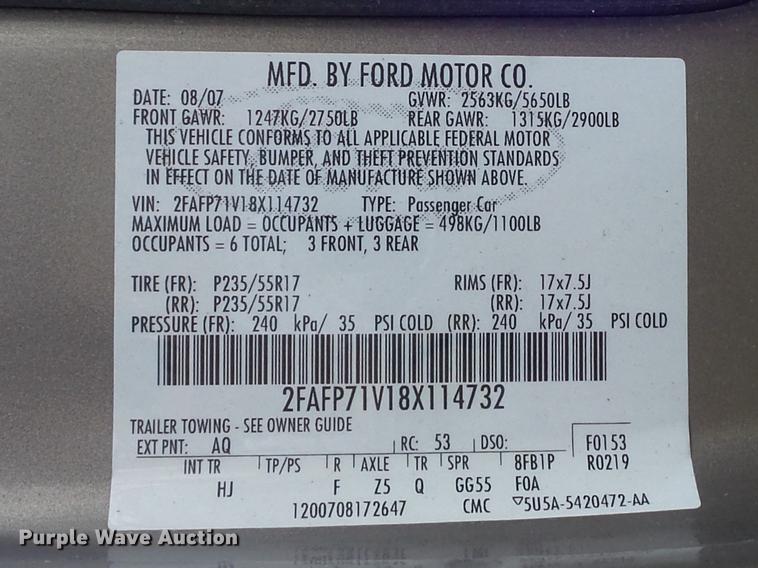 MFD. BY FORD MOTOR CO.
DATE: 08/07 GVWR: 2563KG/5650LB
FRONT GAWR: 1247KG/2750LB REAR GAWR: 1315KG/2900LB
THIS VEHICLE CONFORMS TO ALL APPLICABLE FEDERAL MOTOR
VEHICLE SAFETY, BUMPER, AND THEFT PREVENTION STANDARDS
IN EFFECT ON THE DATE OF MANUFACTURE SHOWN ABOVE.
VIN: 2FAFP71V18X114732 TYPE: Passenger Car
MAXIMUM LOAD = OCCUPANTS + LUGGAGE = 498KG/1100LB
OCCUPANTS = 6 TOTAL; 3 FRONT, 3 REAR
TIRE (FR): P235/55R17 RIMS (FR): 17x7.5J
(RR): P235/55R17 (RR): 17x7.5J
PRESSURE (FR): 240 kPa/ 35 PSI COLD (RR): 240 kPa/ 35 PSI COLD
2FAFP71V18X114732
TRAILER TOWING - SEE OWNER GUIDE
EXT PNT: AQ RC: 53 DSO: F0153
INT TR TP/PS R AXLE TR SPR 8FB1P R0219
HJ F Z5 Q GG55 F0A
1200708172647 CMC ▽5U5A-5420472-AA
Purple Wave Auction